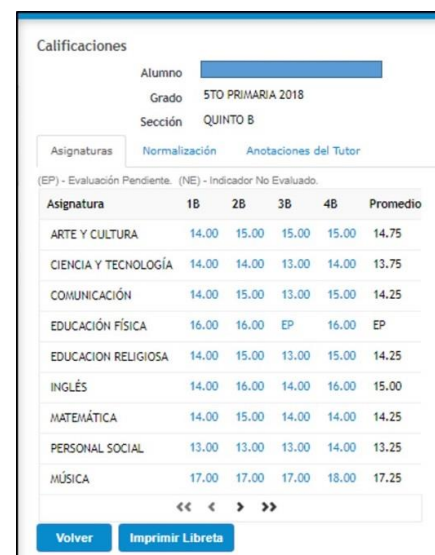 Calificaciones
Alumno
Grado 5TO PRIMARIA 2018
Sección QUINTO B
Asignaturas Normalización Anotaciones del Tutor
(EP) - Evaluación Pendiente. (NE) - Indicador No Evaluado.
Asignatura 1B 2B 3B 4B Promedio
ARTE Y CULTURA 14.00 15.00 15.00 15.00 14.75
CIENCIA Y TECNOLOGÍA 14.00 14.00 13.00 14.00 13.75
COMUNICACIÓN 14.00 15.00 13.00 15.00 14.25
EDUCACIÓN FÍSICA 16.00 16.00 EP 16.00 EP
EDUCACION RELIGIOSA 14.00 15.00 13.00 15.00 14.25
INGLÉS 14.00 16.00 14.00 16.00 15.00
MATEMÁTICA 14.00 15.00 14.00 14.00 14.25
PERSONAL SOCIAL 13.00 13.00 13.00 14.00 13.25
MÚSICA 17.00 17.00 17.00 18.00 17.25
<< < > >>
Volver Imprimir Libreta